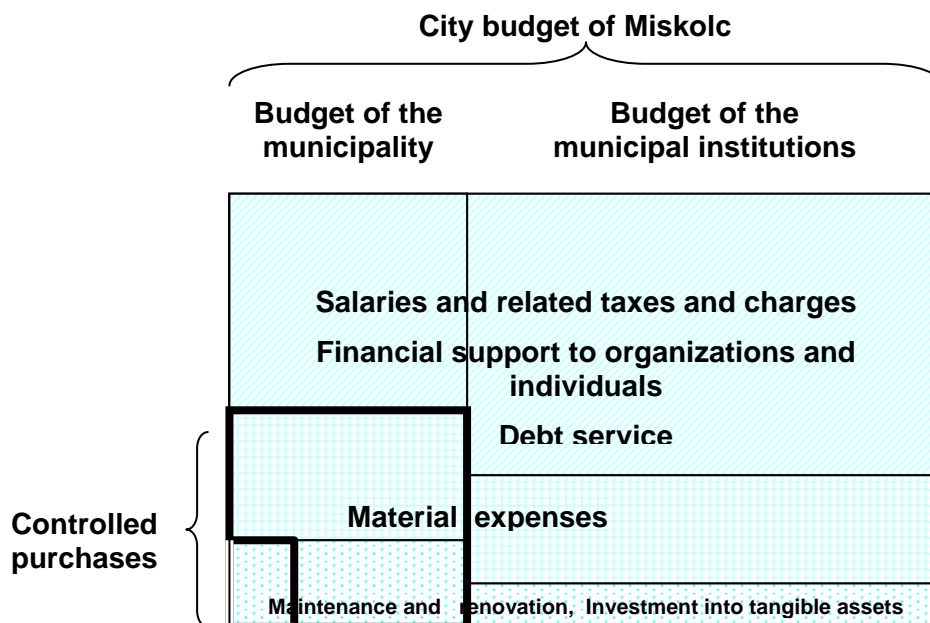 City budget of Miskolc
Budget of the
municipality
Budget of the
municipal institutions
Salaries and related taxes and charges
Financial support to organizations and
individuals
Debt service
Controlled
purchases
Material expenses
Maintenance and renovation, Investment into tangible assets